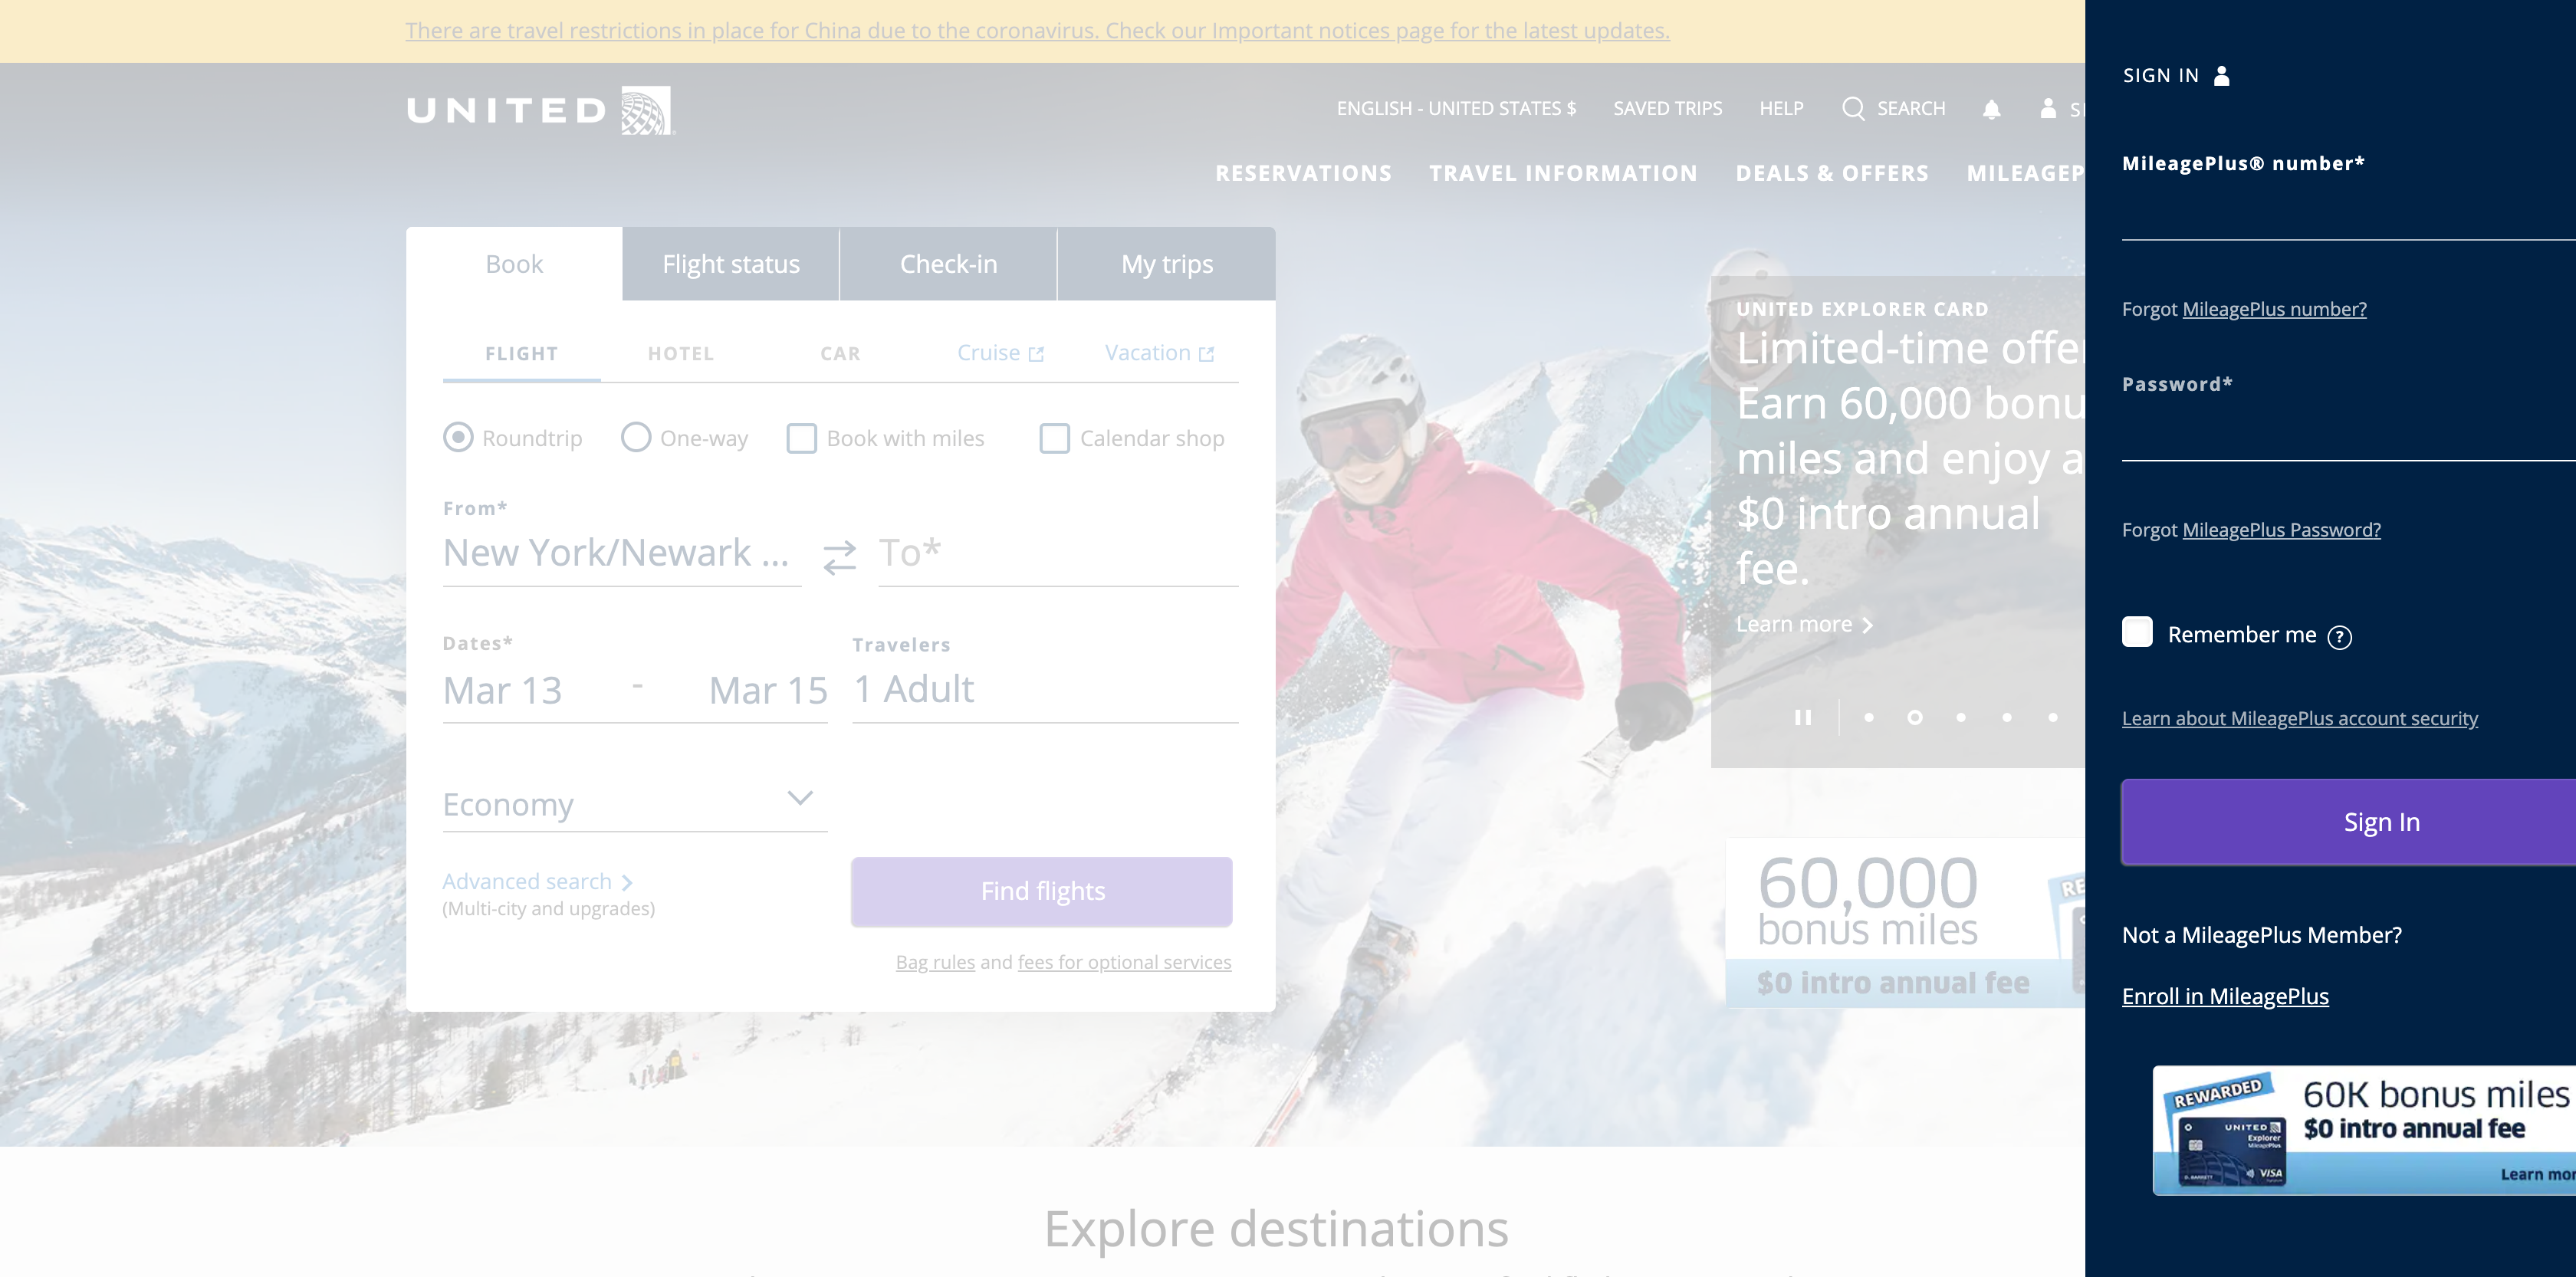 There are travel restrictions in place for China due to the coronavirus. Check our Important notices page for the latest updates.
UNITED
ENGLISH - UNITED STATES $ SAVED TRIPS HELP SEARCH
RESERVATIONS TRAVEL INFORMATION DEALS & OFFERS MILEAGEP
Book Flight status Check-in My trips
FLIGHT HOTEL CAR Cruise Vacation
Roundtrip One-way Book with miles Calendar shop
From*
New York/Newark ... To*
Dates* Travelers
Mar 13 - Mar 15 1 Adult
Economy
Advanced search
(Multi-city and upgrades)
Find flights
Bag rules and fees for optional services
UNITED EXPLORER CARD
Limited-time offe
Earn 60,000 bonu
miles and enjoy a
$0 intro annual
fee.
Learn more
60,000
bonus miles
$0 intro annual fee
Explore destinations
SIGN IN
MileagePlus® number*
Forgot MileagePlus number?
Password*
Forgot MileagePlus Password?
Remember me ?
Learn about MileagePlus account security
Sign In
Not a MileagePlus Member?
Enroll in MileagePlus
REWARDED
60K bonus miles
$0 intro annual fee
UNITED
Explorer
MileagePlus
VISA
Learn mor